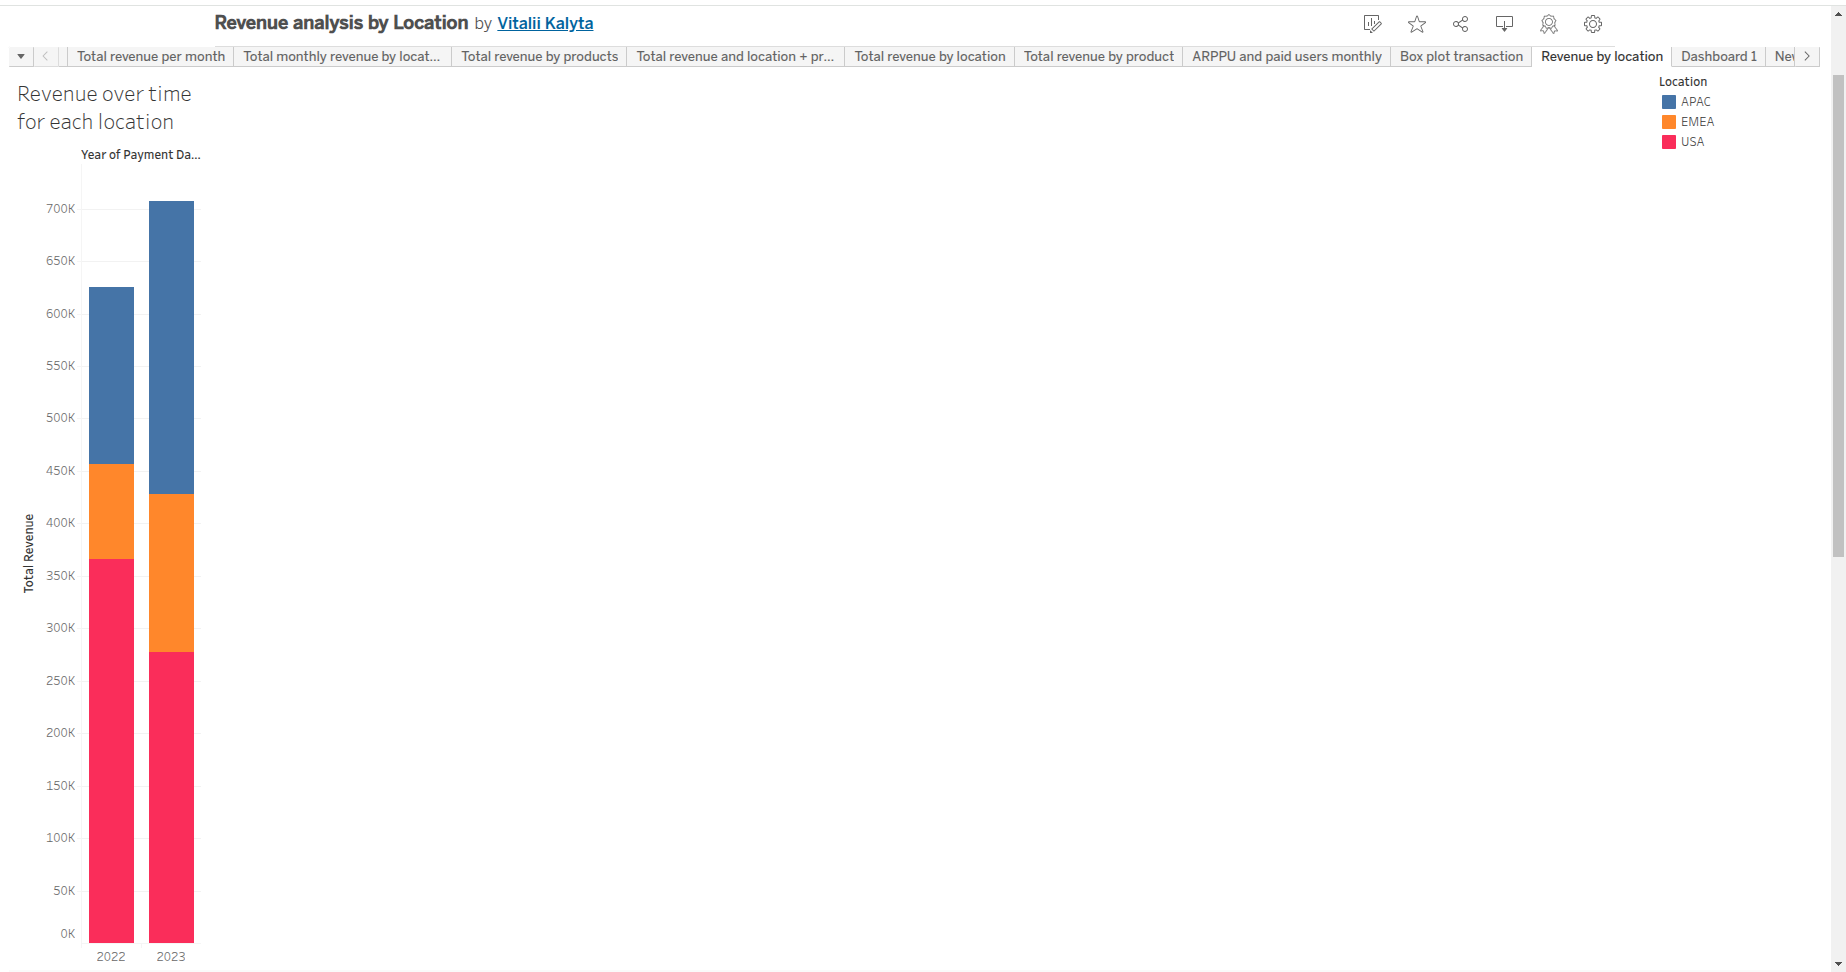 Revenue analysis by Location by Vitalii Kalyta
Total revenue per month
Total monthly revenue by locat...
Total revenue by products
Total revenue and location + pr...
Total revenue by location
Total revenue by product
ARPPU and paid users monthly
Box plot transaction
Revenue by location
Dashboard 1
Revenue over time
for each location
Location
APAC
EMEA
USA
Year of Payment Da...
Total Revenue
700K
650K
600K
550K
500K
450K
400K
350K
300K
250K
200K
150K
100K
50K
0K
2022
2023